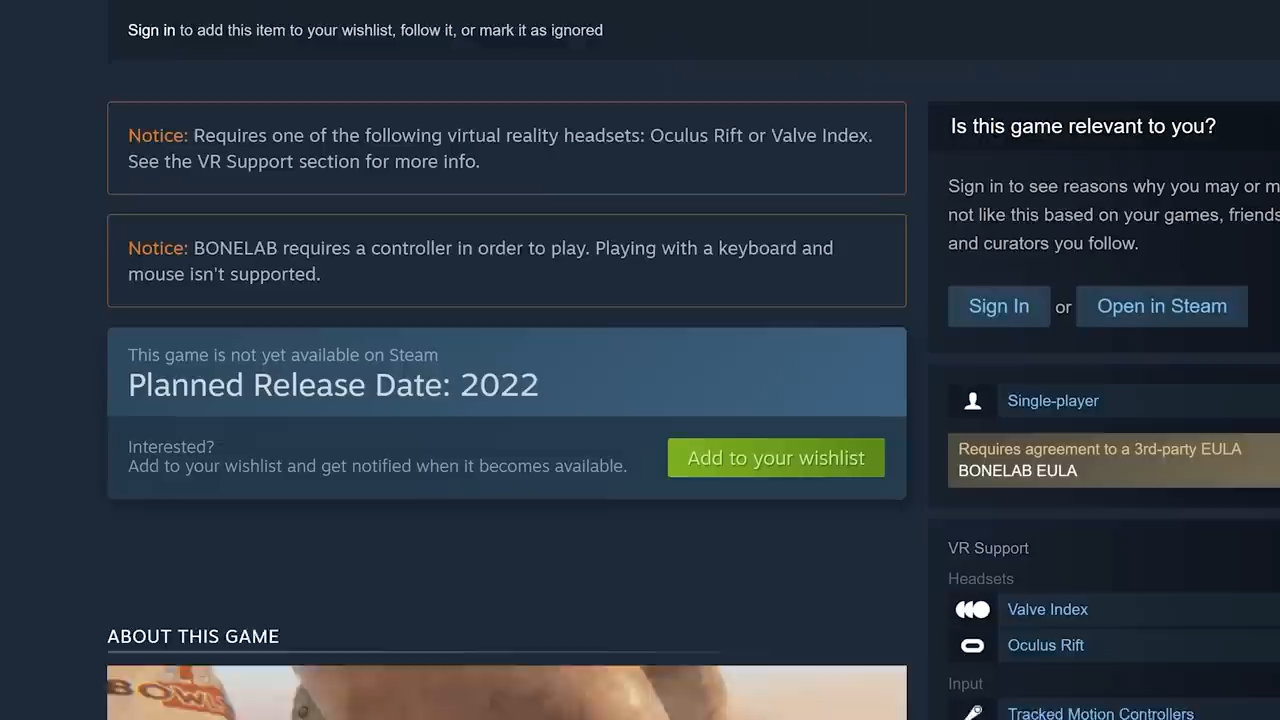 Sign in to add this item to your wishlist, follow it, or mark it as ignored
Notice: Requires one of the following virtual reality headsets: Oculus Rift or Valve Index.
See the VR Support section for more info.
Notice: BONELAB requires a controller in order to play. Playing with a keyboard and
mouse isn't supported.
This game is not yet available on Steam
Planned Release Date: 2022
Interested?
Add to your wishlist and get notified when it becomes available.
Add to your wishlist
ABOUT THIS GAME
BOWL
Is this game relevant to you?
Sign in to see reasons why you may or m
not like this based on your games, friends
and curators you follow.
Sign In or Open in Steam
Single-player
Requires agreement to a 3rd-party EULA
BONELAB EULA
VR Support
Headsets
Valve Index
Oculus Rift
Input
Tracked Motion Controllers